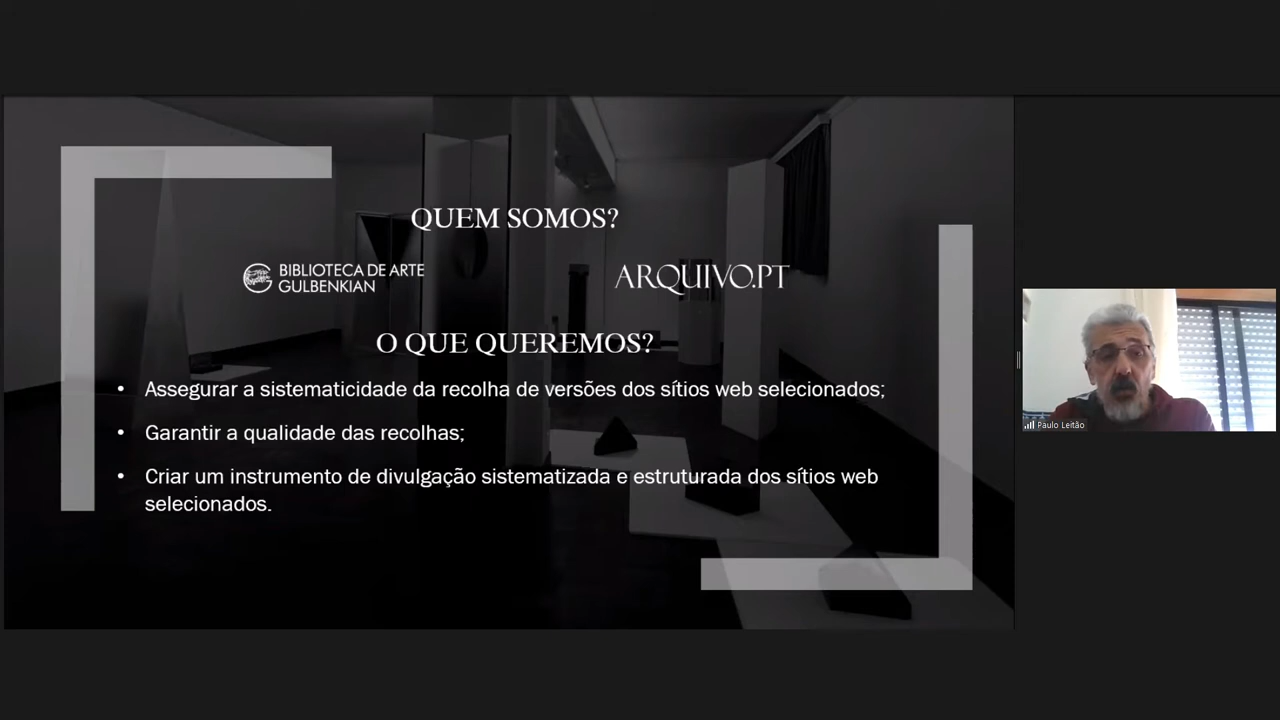 QUEM SOMOS?
BIBLIOTECA DE ARTE
GULBENKIAN
ARQUIVO.PT
O QUE QUEREMOS?
• Assegurar a sistematicidade da recolha de versões dos sítios web selecionados;
• Garantir a qualidade das recolhas;
• Criar um instrumento de divulgação sistematizada e estruturada dos sítios web
selecionados.
Paulo Leitão